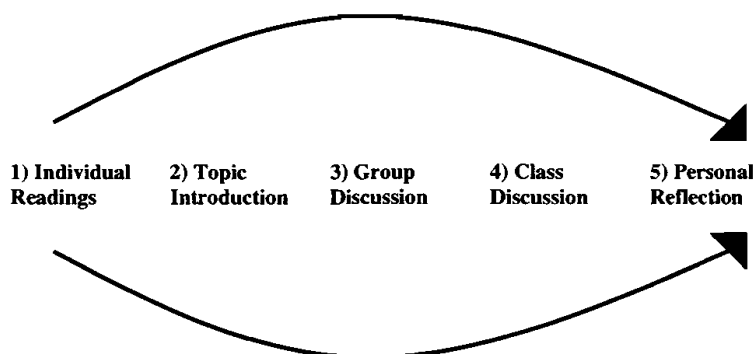 1) Individual Readings
2) Topic Introduction
3) Group Discussion
4) Class Discussion
5) Personal Reflection